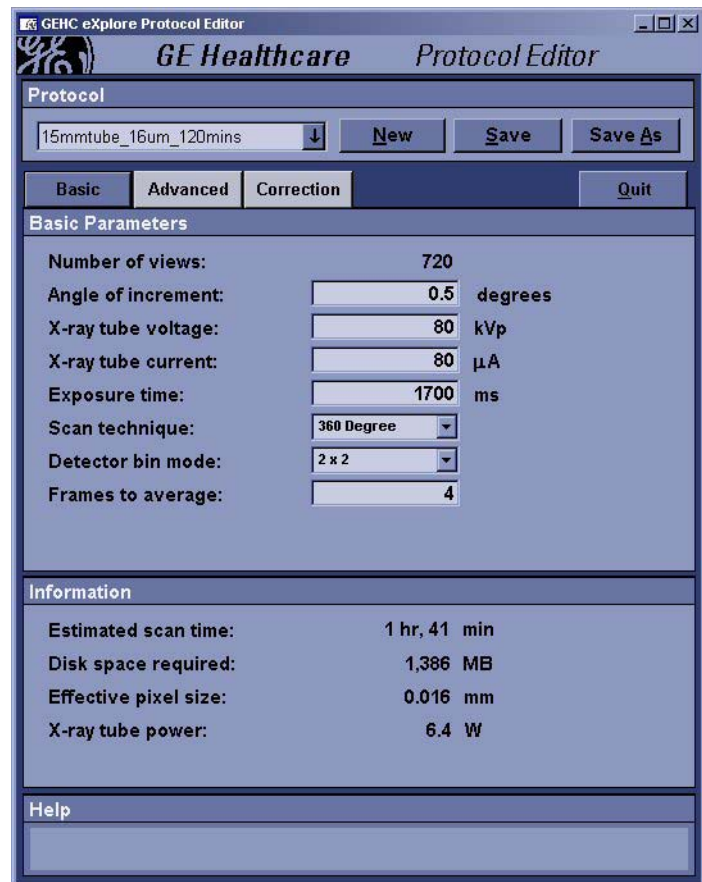 GEHC eXplore Protocol Editor
GE Healthcare Protocol Editor
Protocol
15mmtube_16um_120mins New Save Save As
Basic Advanced Correction Quit
Basic Parameters
Number of views: 720
Angle of increment: 0.5 degrees
X-ray tube voltage: 80 kVp
X-ray tube current: 80 µA
Exposure time: 1700 ms
Scan technique: 360 Degree
Detector bin mode: 2 x 2
Frames to average: 4
Information
Estimated scan time: 1 hr, 41 min
Disk space required: 1,386 MB
Effective pixel size: 0.016 mm
X-ray tube power: 6.4 W
Help